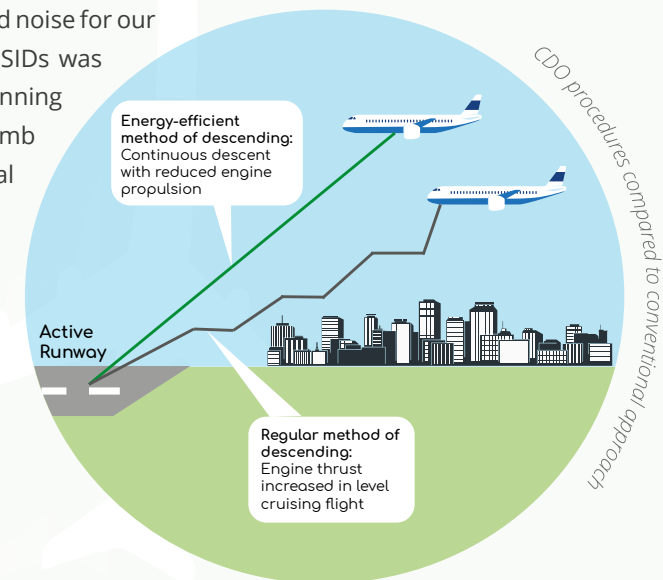 d noise for our
SIDs was
nning
mb
al
Energy-efficient
method of descending:
Continuous descent
with reduced engine
propulsion
CDO procedures compared to conventional approach
Active
Runway
Regular method of
descending:
Engine thrust
increased in level
cruising flight